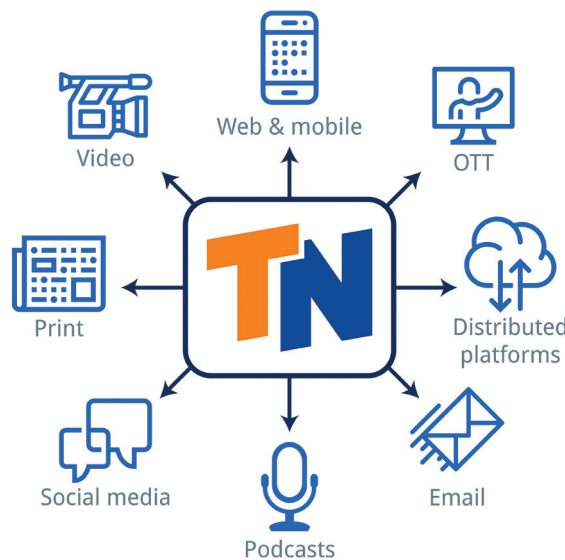 Web & mobile
Video
OTT
TN
Print
Distributed
platforms
Social media
Email
Podcasts